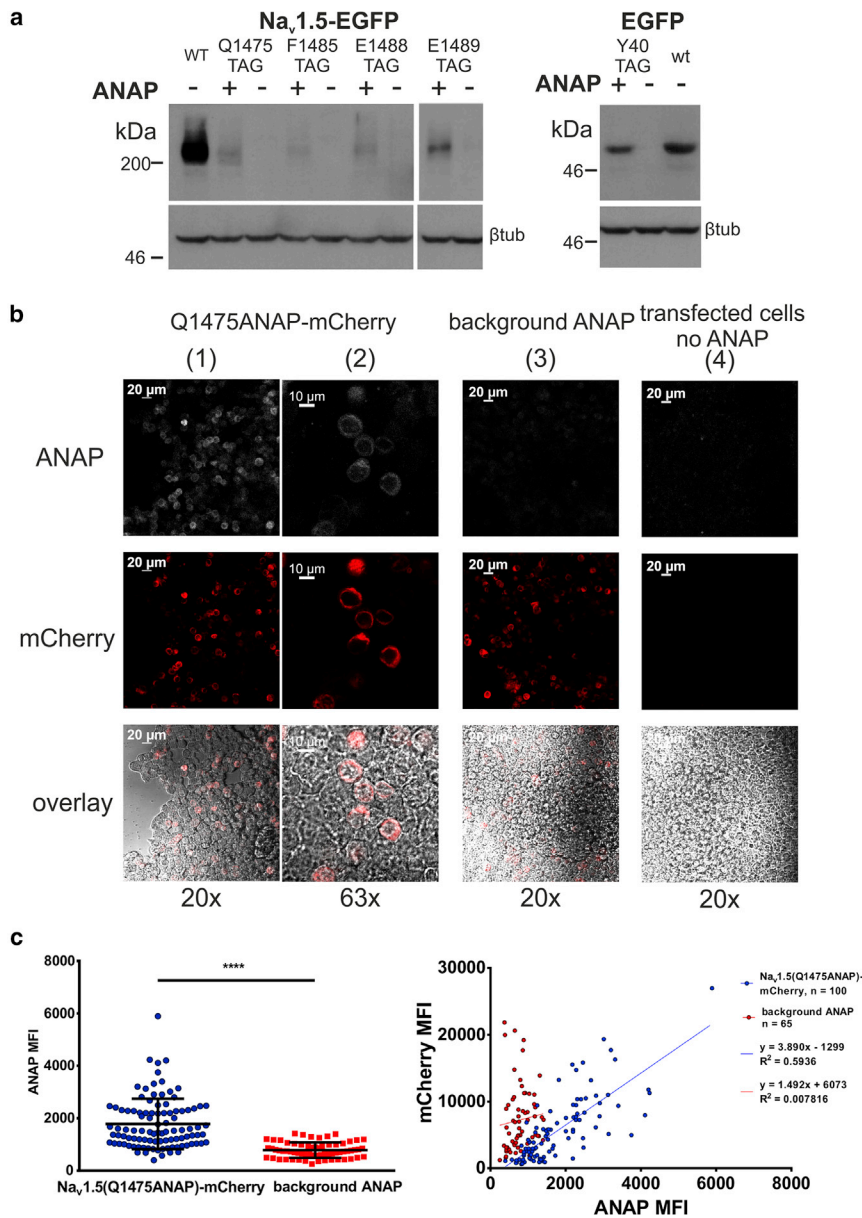 a
Nav1.5-EGFP
EGFP
WT
Q1475 TAG
F1485 TAG
E1488 TAG
E1489 TAG
Y40 TAG
wt
ANAP - + - + - + - + -
ANAP + - -
kDa
200
46
βtub
46
46
βtub
b
Q1475ANAP-mCherry
background ANAP
transfected cells
no ANAP
(1) (2) (3) (4)
20 µm 10 µm 20 µm 20 µm
ANAP
20 µm 10 µm 20 µm 20 µm
mCherry
20 µm 10 µm 20 µm 20 µm
overlay
20x 63x 20x 20x
c
8000
6000
4000
2000
0
ANAP MFI
****
Nav1.5(Q1475ANAP)-mCherry background ANAP
30000
20000
10000
0
mCherry MFI
0 2000 4000 6000 8000
ANAP MFI
Nav1.5(Q1475ANAP)-
mCherry, n = 100
background ANAP
n = 65
y = 3.890x - 1299
R² = 0.5936
y = 1.492x + 6073
R² = 0.007816